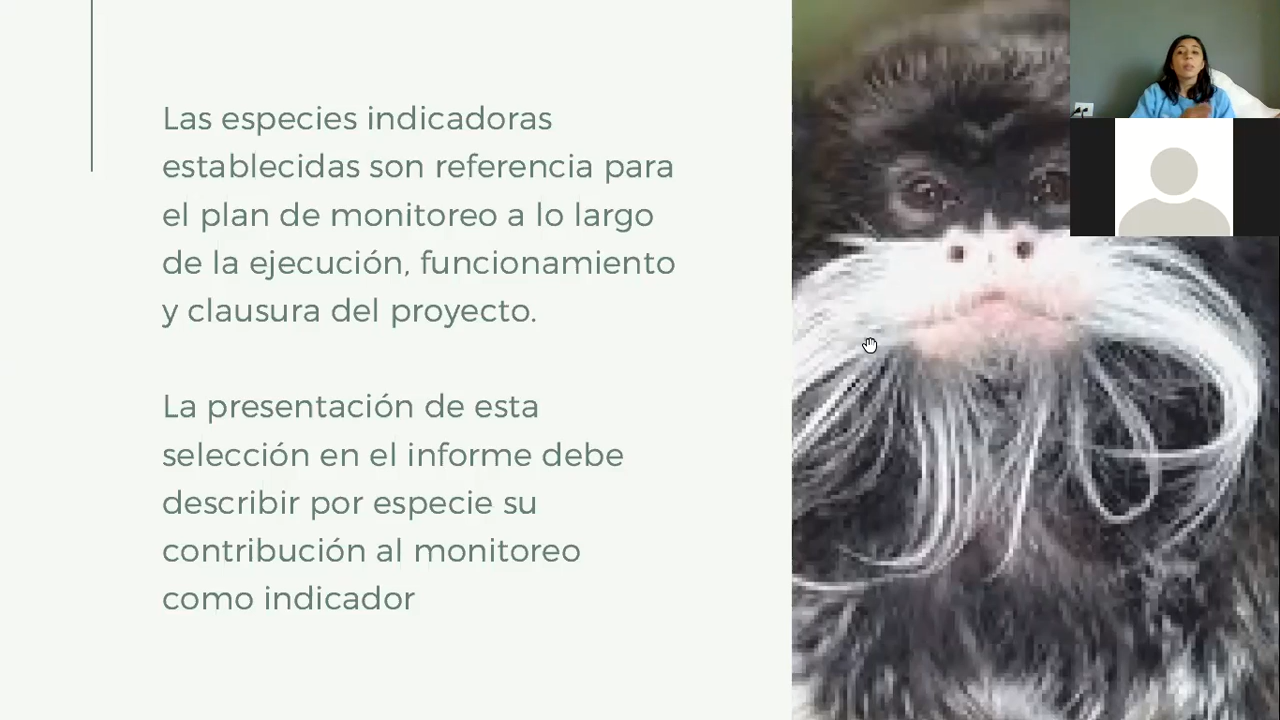 Las especies indicadoras
establecidas son referencia para
el plan de monitoreo a lo largo
de la ejecución, funcionamiento
y clausura del proyecto.
La presentación de esta
selección en el informe debe
describir por especie su
contribución al monitoreo
como indicador